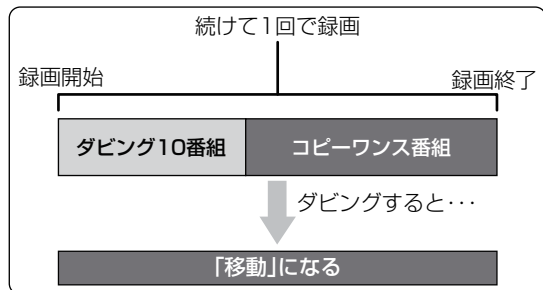 続けて1回で録画
録画開始
録画終了
ダビング10番組
コピーワンス番組
ダビングすると･･･
「移動」になる